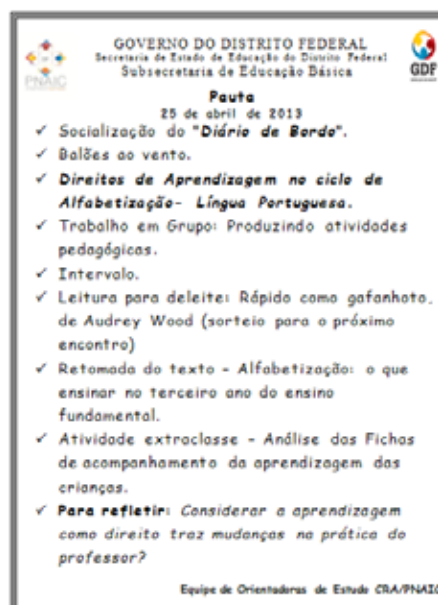 GOVERNO DO DISTRITO FEDERAL
Secretaria de Estado de Educação do Distrito Federal
Subsecretaria de Educação Básica
PNAIC
GDF
Pauta
25 de abril de 2013
✓ Socialização do "Diário de Bordo".
✓ Balões ao vento.
✓ Direitos de Aprendizagem no ciclo de
Alfabetização- Língua Portuguesa.
✓ Trabalho em Grupo: Produzindo atividades
pedagógicas.
✓ Intervalo.
✓ Leitura para deleite: Rápido como gafanhoto,
de Audrey Wood (sorteio para o próximo
encontro)
✓ Retomada do texto - Alfabetização: o que
ensinar no terceiro ano do ensino
fundamental.
✓ Atividade extraclasse - Análise das Fichas
de acompanhamento da aprendizagem das
crianças.
✓ Para refletir: Considerar a aprendizagem
como direito traz mudanças na prática do
professor?
Equipe de Orientadoras de Estudo CRA/PNAIC